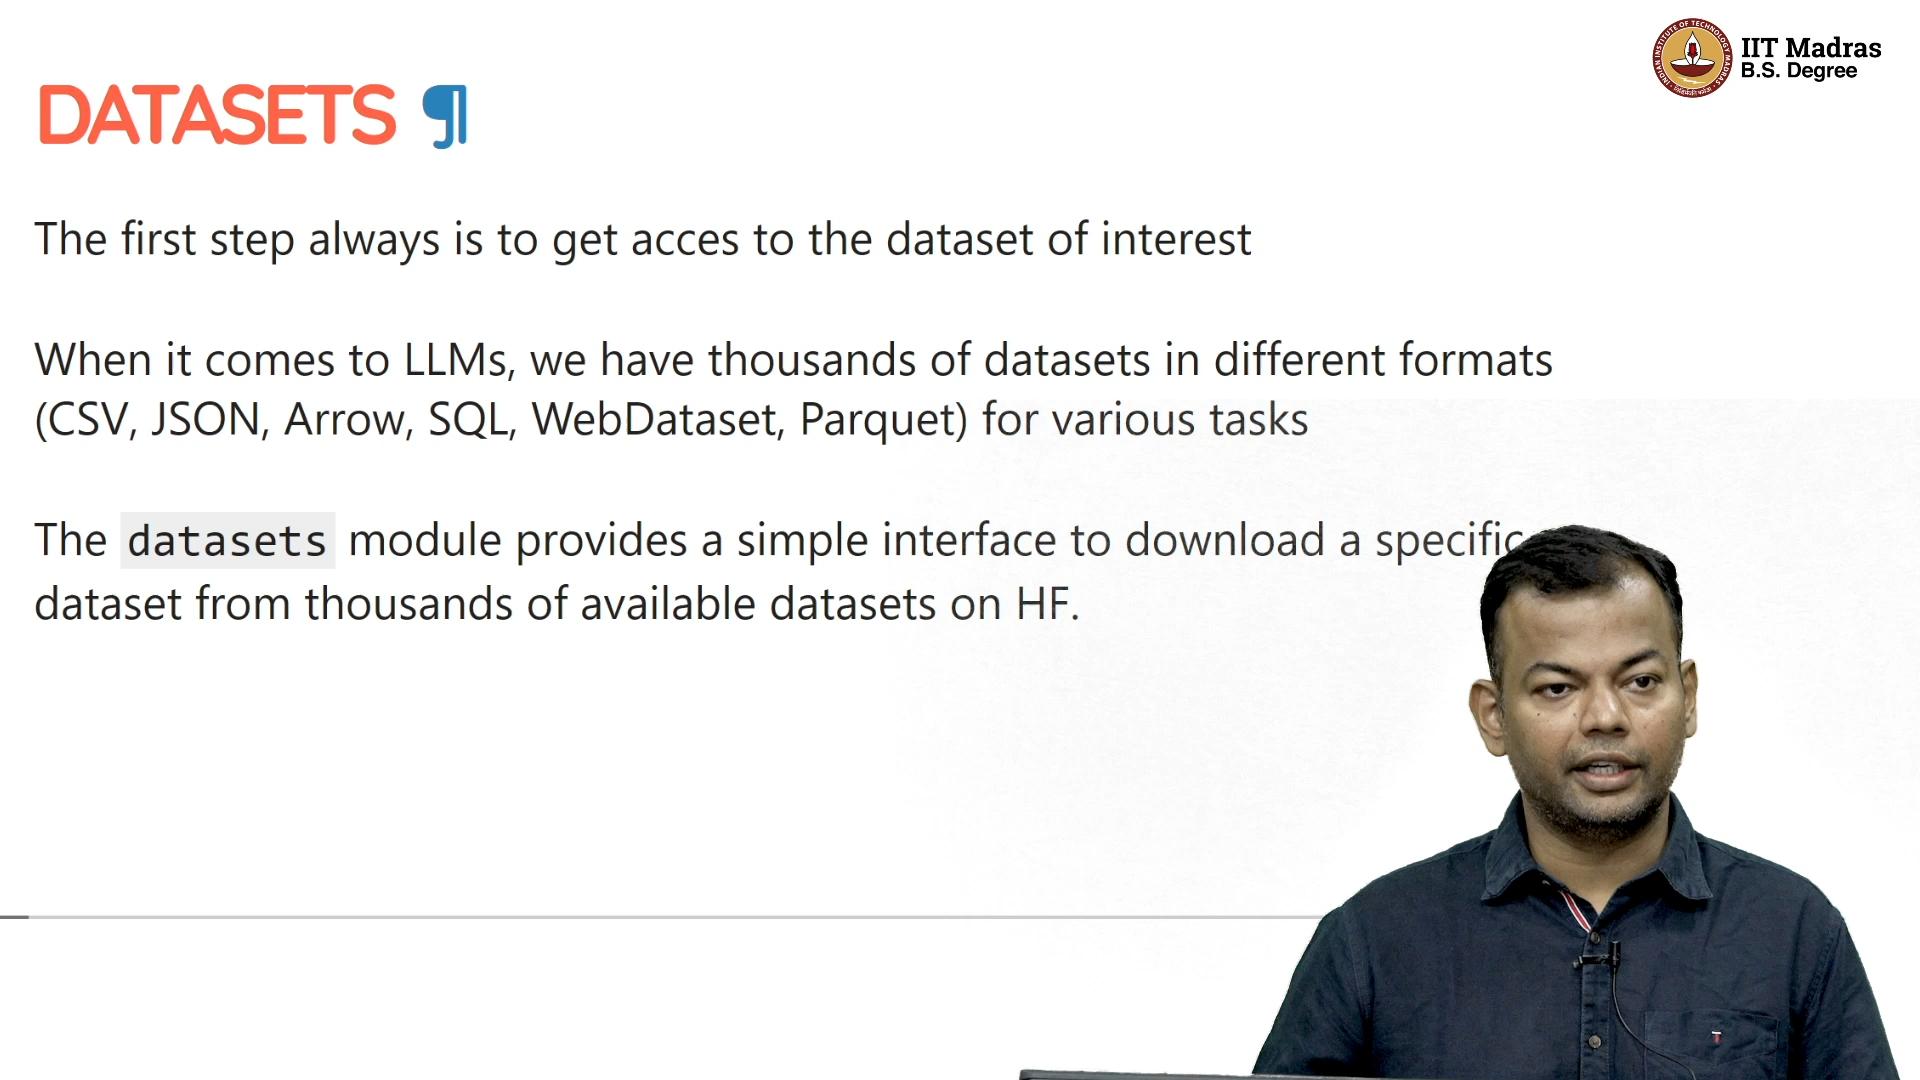 IIT Madras
B.S. Degree
DATASETS ¶
The first step always is to get acces to the dataset of interest
When it comes to LLMs, we have thousands of datasets in different formats
(CSV, JSON, Arrow, SQL, WebDataset, Parquet) for various tasks
The datasets module provides a simple interface to download a specific
dataset from thousands of available datasets on HF.